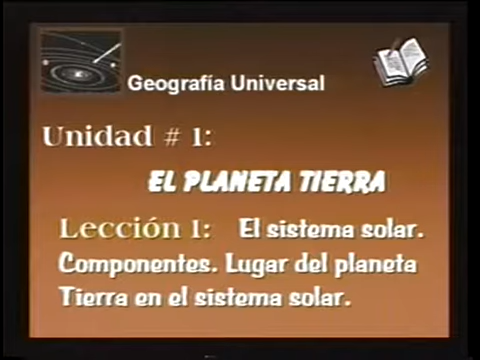 Geografía Universal
Unidad # 1:
EL PLANETA TIERRA
Lección 1: El sistema solar.
Componentes. Lugar del planeta
Tierra en el sistema solar.